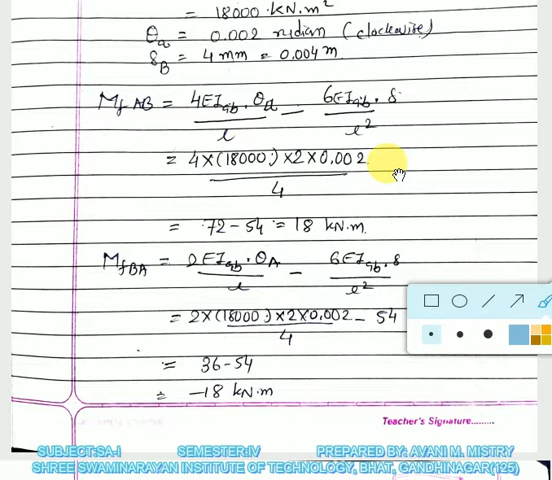 = 18000 KN.m²
θa = 0.002 radian (clockwise)
δB = 4 mm = 0.004 m
MfAB = 4EIab.θa / l - 6EIab.δ / l²
= 4×(18000)×2×0.002 / 4
= 72-54 = 18 KN.m.
MfBA = 2EIab.θA / l - 6EIab.δ / l²
= 2×(18000)×2×0.002 / 4 - 54
= 36-54
= -18 KN.m
Teacher's Signature..........
SUBJECT:SA-I SEMESTER:IV PREPARED BY: AVANI M. MISTRY
SHREE SWAMINARAYAN INSTITUTE OF TECHNOLOGY, BHAT, GANDHINAGAR(125)